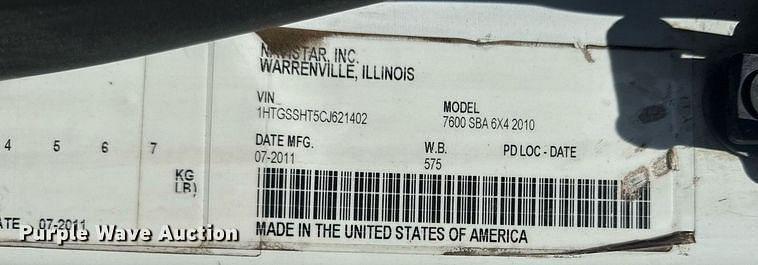 NAVISTAR, INC.
WARRENVILLE, ILLINOIS
VIN
1HTGSSHT5CJ621402
MODEL
7600 SBA 6X4 2010
DATE MFG.
07-2011
W.B.
575
PD LOC - DATE
4 5 6 7
KG
LB)
ATE 07-2011
MADE IN THE UNITED STATES OF AMERICA
Purple Wave Auction